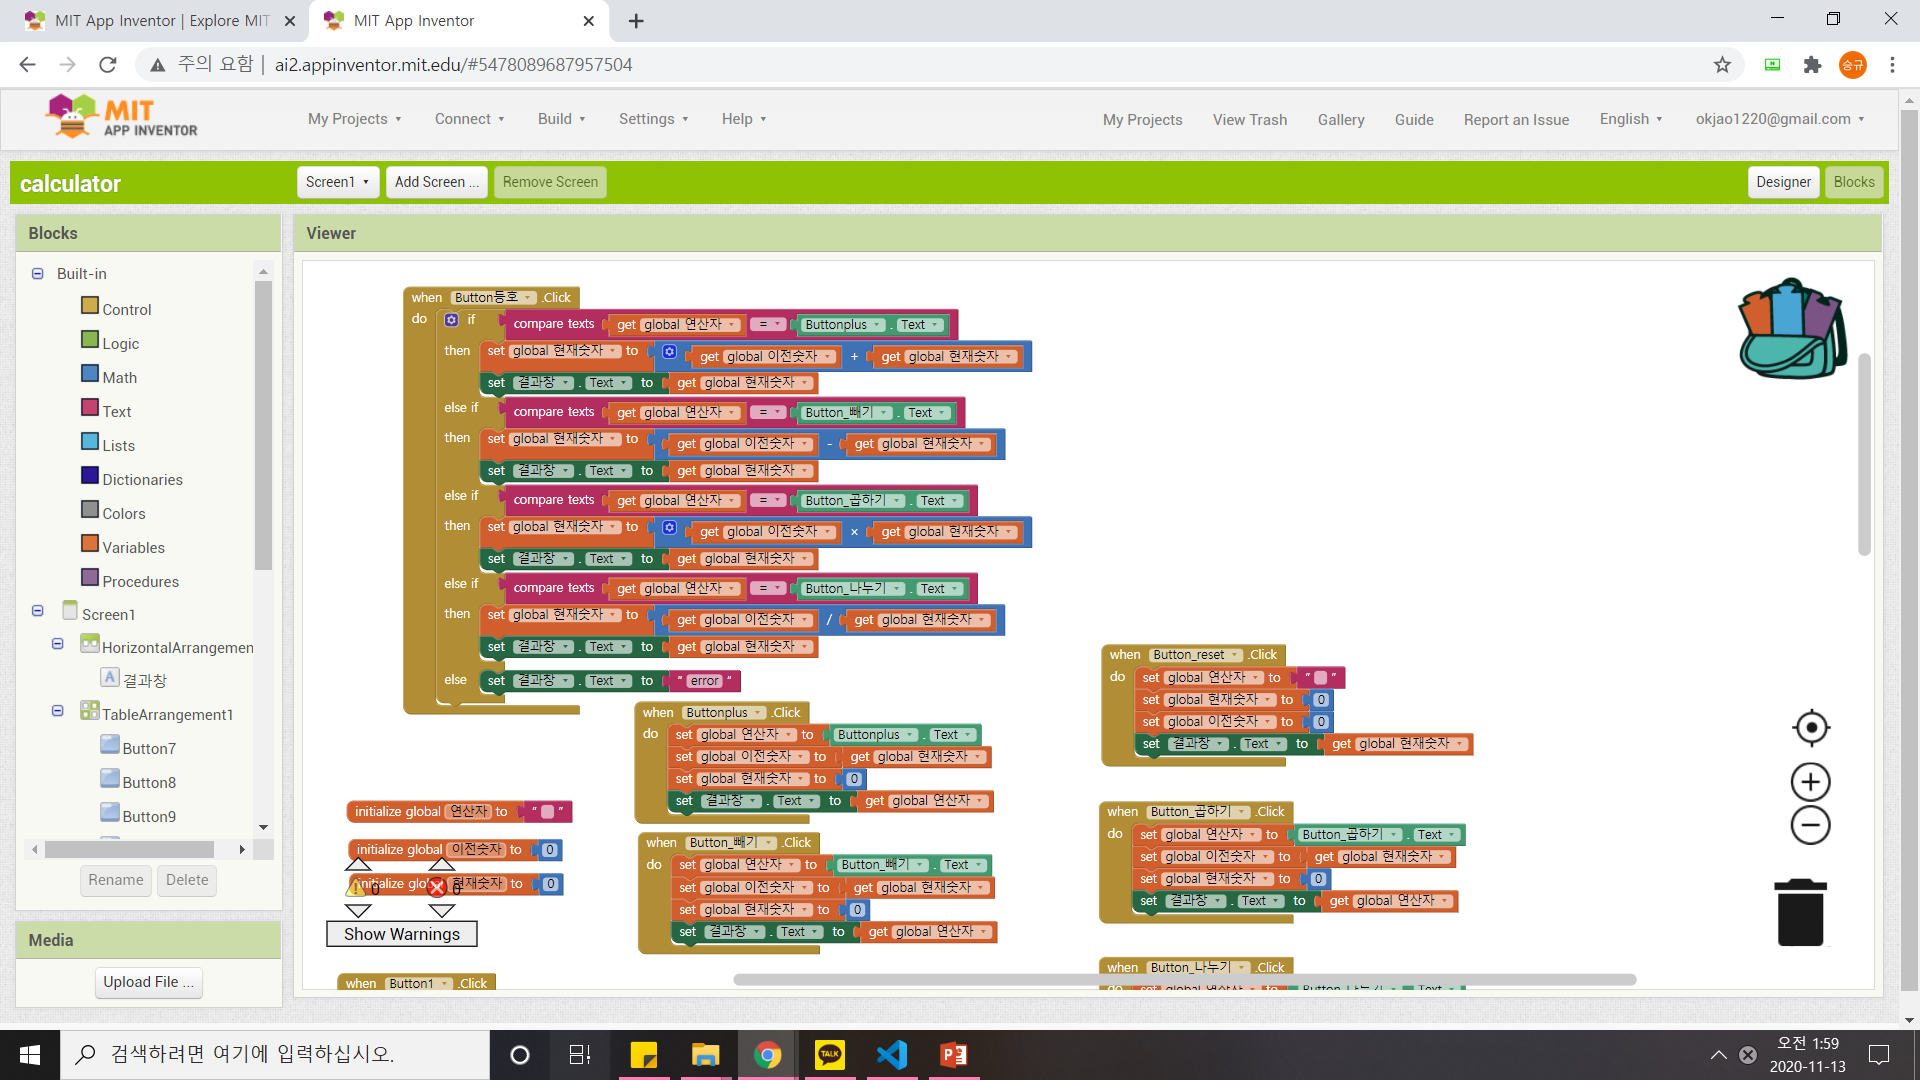 MIT App Inventor | Explore MIT
MIT App Inventor
주의 요함 | ai2.appinventor.mit.edu/#5478089687957504
승규
MIT APP INVENTOR
My Projects Connect Build Settings Help My Projects View Trash Gallery Guide Report an Issue English okjao1220@gmail.com
calculator Screen1 Add Screen ... Remove Screen Designer Blocks
Blocks
Viewer
Built-in
Control
Logic
Math
Text
Lists
Dictionaries
Colors
Variables
Procedures
Screen1
HorizontalArrangemen
결과창
TableArrangement1
Button7
Button8
Button9
Rename Delete
Media
Upload File ...
when Button등호 .Click
do if compare texts get global 연산자 = Buttonplus . Text
then set global 현재숫자 to get global 이전숫자 + get global 현재숫자
set 결과창 . Text to get global 현재숫자
else if compare texts get global 연산자 = Button_빼기 . Text
then set global 현재숫자 to get global 이전숫자 - get global 현재숫자
set 결과창 . Text to get global 현재숫자
else if compare texts get global 연산자 = Button_곱하기 . Text
then set global 현재숫자 to get global 이전숫자 × get global 현재숫자
set 결과창 . Text to get global 현재숫자
else if compare texts get global 연산자 = Button_나누기 . Text
then set global 현재숫자 to get global 이전숫자 / get global 현재숫자
set 결과창 . Text to get global 현재숫자
else set 결과창 . Text to " error "
when Buttonplus .Click
do set global 연산자 to Buttonplus . Text
set global 이전숫자 to get global 현재숫자
set global 현재숫자 to 0
set 결과창 . Text to get global 연산자
when Button_빼기 .Click
do set global 연산자 to Button_빼기 . Text
set global 이전숫자 to get global 현재숫자
set global 현재숫자 to 0
set 결과창 . Text to get global 연산자
initialize global 연산자 to " "
initialize global 이전숫자 to 0
initialize global 현재숫자 to 0
0 0
Show Warnings
when Button1 .Click
when Button_reset .Click
do set global 연산자 to " "
set global 현재숫자 to 0
set global 이전숫자 to 0
set 결과창 . Text to get global 현재숫자
when Button_곱하기 .Click
do set global 연산자 to Button_곱하기 . Text
set global 이전숫자 to get global 현재숫자
set global 현재숫자 to 0
set 결과창 . Text to get global 연산자
when Button_나누기 .Click
do set global 연산자 to Button_나누기 . Text
검색하려면 여기에 입력하십시오.
TALK
오전 1:59
2020-11-13